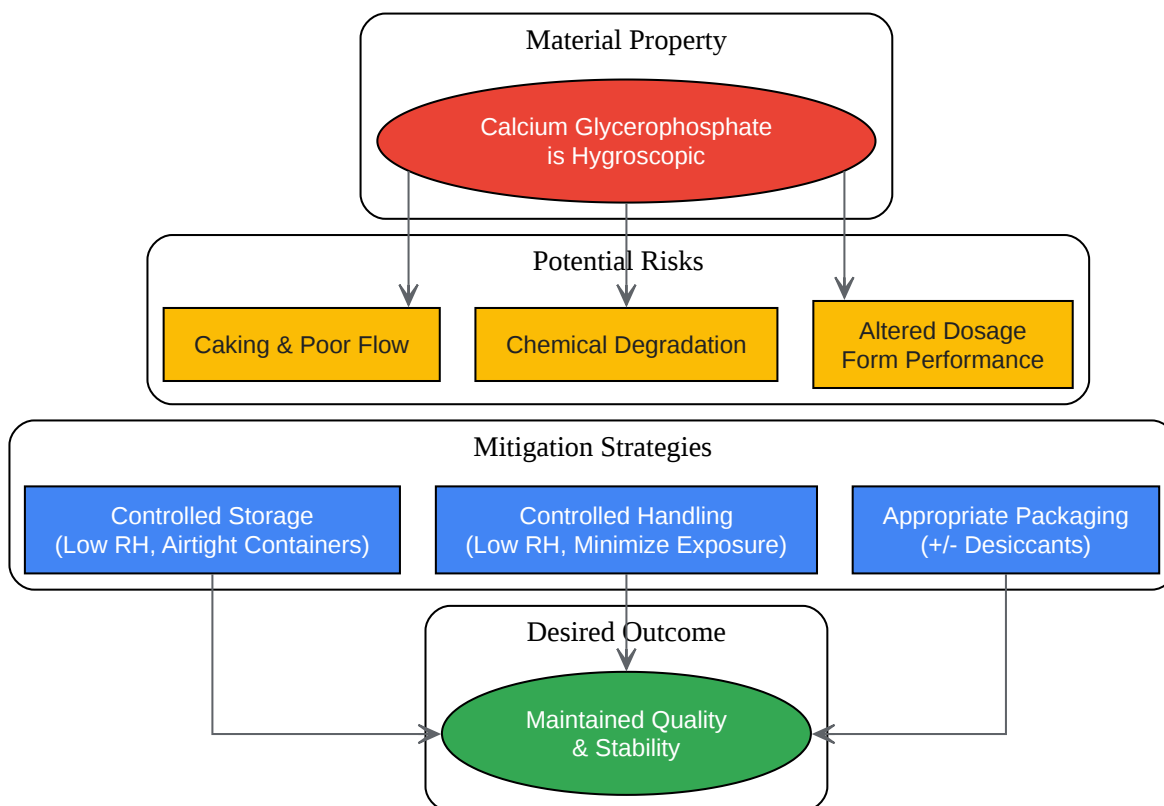 Material Property
Calcium Glycerophosphate
is Hygroscopic
Potential Risks
Caking & Poor Flow
Chemical Degradation
Altered Dosage
Form Performance
Mitigation Strategies
Controlled Storage
(Low RH, Airtight Containers)
Controlled Handling
(Low RH, Minimize Exposure)
Appropriate Packaging
(+/- Desiccants)
Desired Outcome
Maintained Quality
& Stability